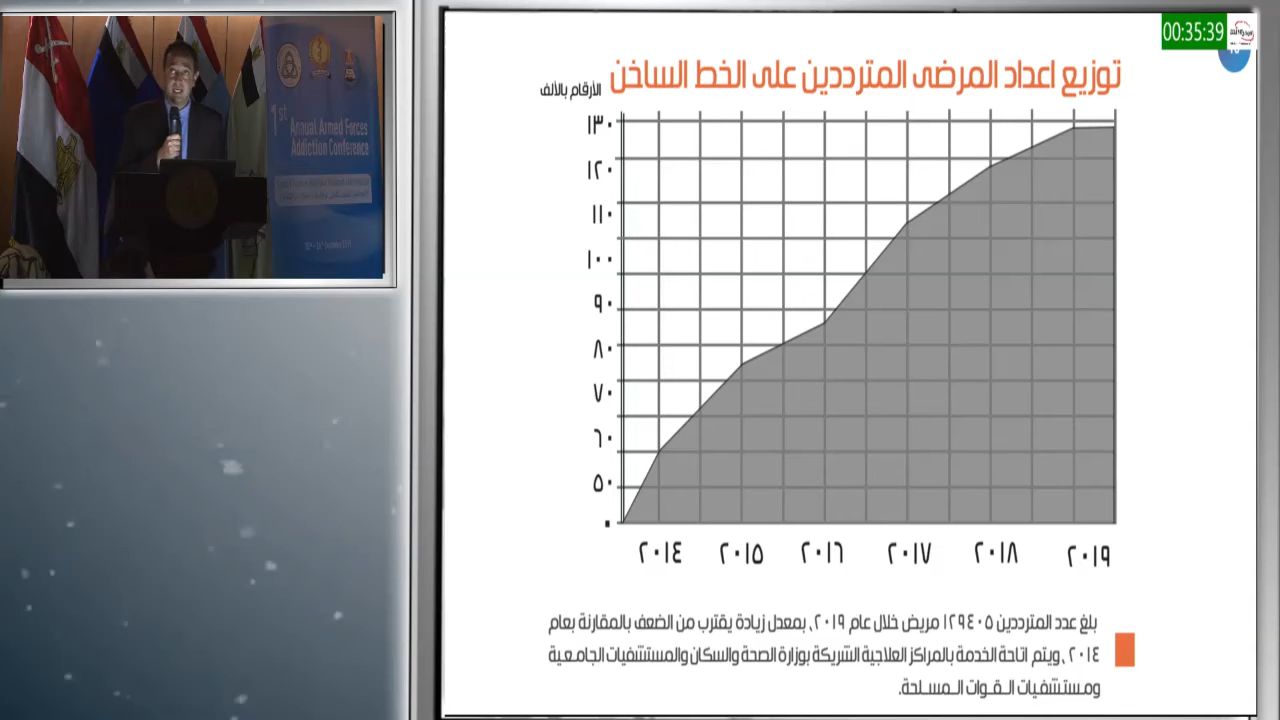 00:35:39
1st
Annual Armed Forces
Addiction Conference
توزيع اعداد المرضى المترددين على الخط الساخن
الأرقام بالألف
١٣٠
١٢٠
١١٠
١٠٠
٩٠
٨٠
٧٠
٦٠
٥٠
٠
٢٠١٤ ٢٠١٥ ٢٠١٦ ٢٠١٧ ٢٠١٨ ٢٠١٩
بلغ عدد المترددين ١٢٩٤٠٥ مريض خلال عام ٢٠١٩، بمعدل زيادة يقترب من الضعف بالمقارنة بعام
٢٠١٤ ,ويتم اتاحة الخدمة بالمراكز العلاجية الشريكة بوزارة الصحة والسكان والمستشفيات الجامعية
ومستشفيات القوات المسلحة.